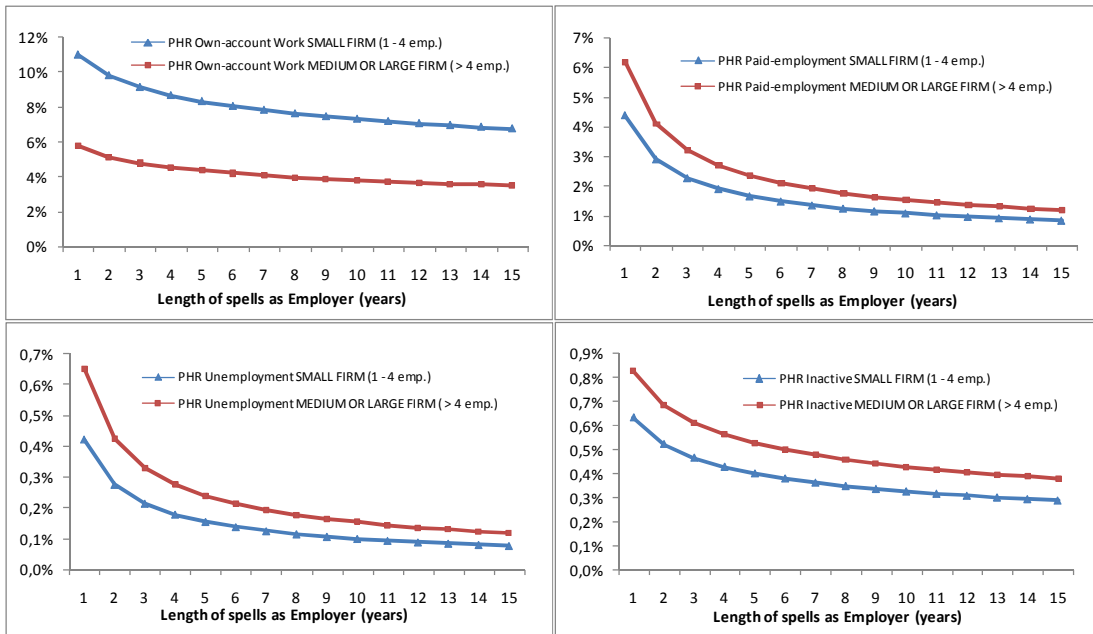 12%
10%
8%
6%
4%
2%
0%
PHR Own-account Work SMALL FIRM (1 - 4 emp.)
PHR Own-account Work MEDIUM OR LARGE FIRM ( > 4 emp.)
1 2 3 4 5 6 7 8 9 10 11 12 13 14 15
Length of spells as Employer (years)
7%
6%
5%
4%
3%
2%
1%
0%
PHR Paid-employment SMALL FIRM (1 - 4 emp.)
PHR Paid-employment MEDIUM OR LARGE FIRM ( > 4 emp.)
1 2 3 4 5 6 7 8 9 10 11 12 13 14 15
Length of spells as Employer (years)
0,7%
0,6%
0,5%
0,4%
0,3%
0,2%
0,1%
0,0%
PHR Unemployment SMALL FIRM (1 - 4 emp.)
PHR Unemployment MEDIUM OR LARGE FIRM ( > 4 emp.)
1 2 3 4 5 6 7 8 9 10 11 12 13 14 15
Length of spells as Employer (years)
0,9%
0,8%
0,7%
0,6%
0,5%
0,4%
0,3%
0,2%
0,1%
0,0%
PHR Inactive SMALL FIRM (1 - 4 emp.)
PHR Inactive MEDIUM OR LARGE FIRM ( > 4 emp.)
1 2 3 4 5 6 7 8 9 10 11 12 13 14 15
Length of spells as Employer (years)